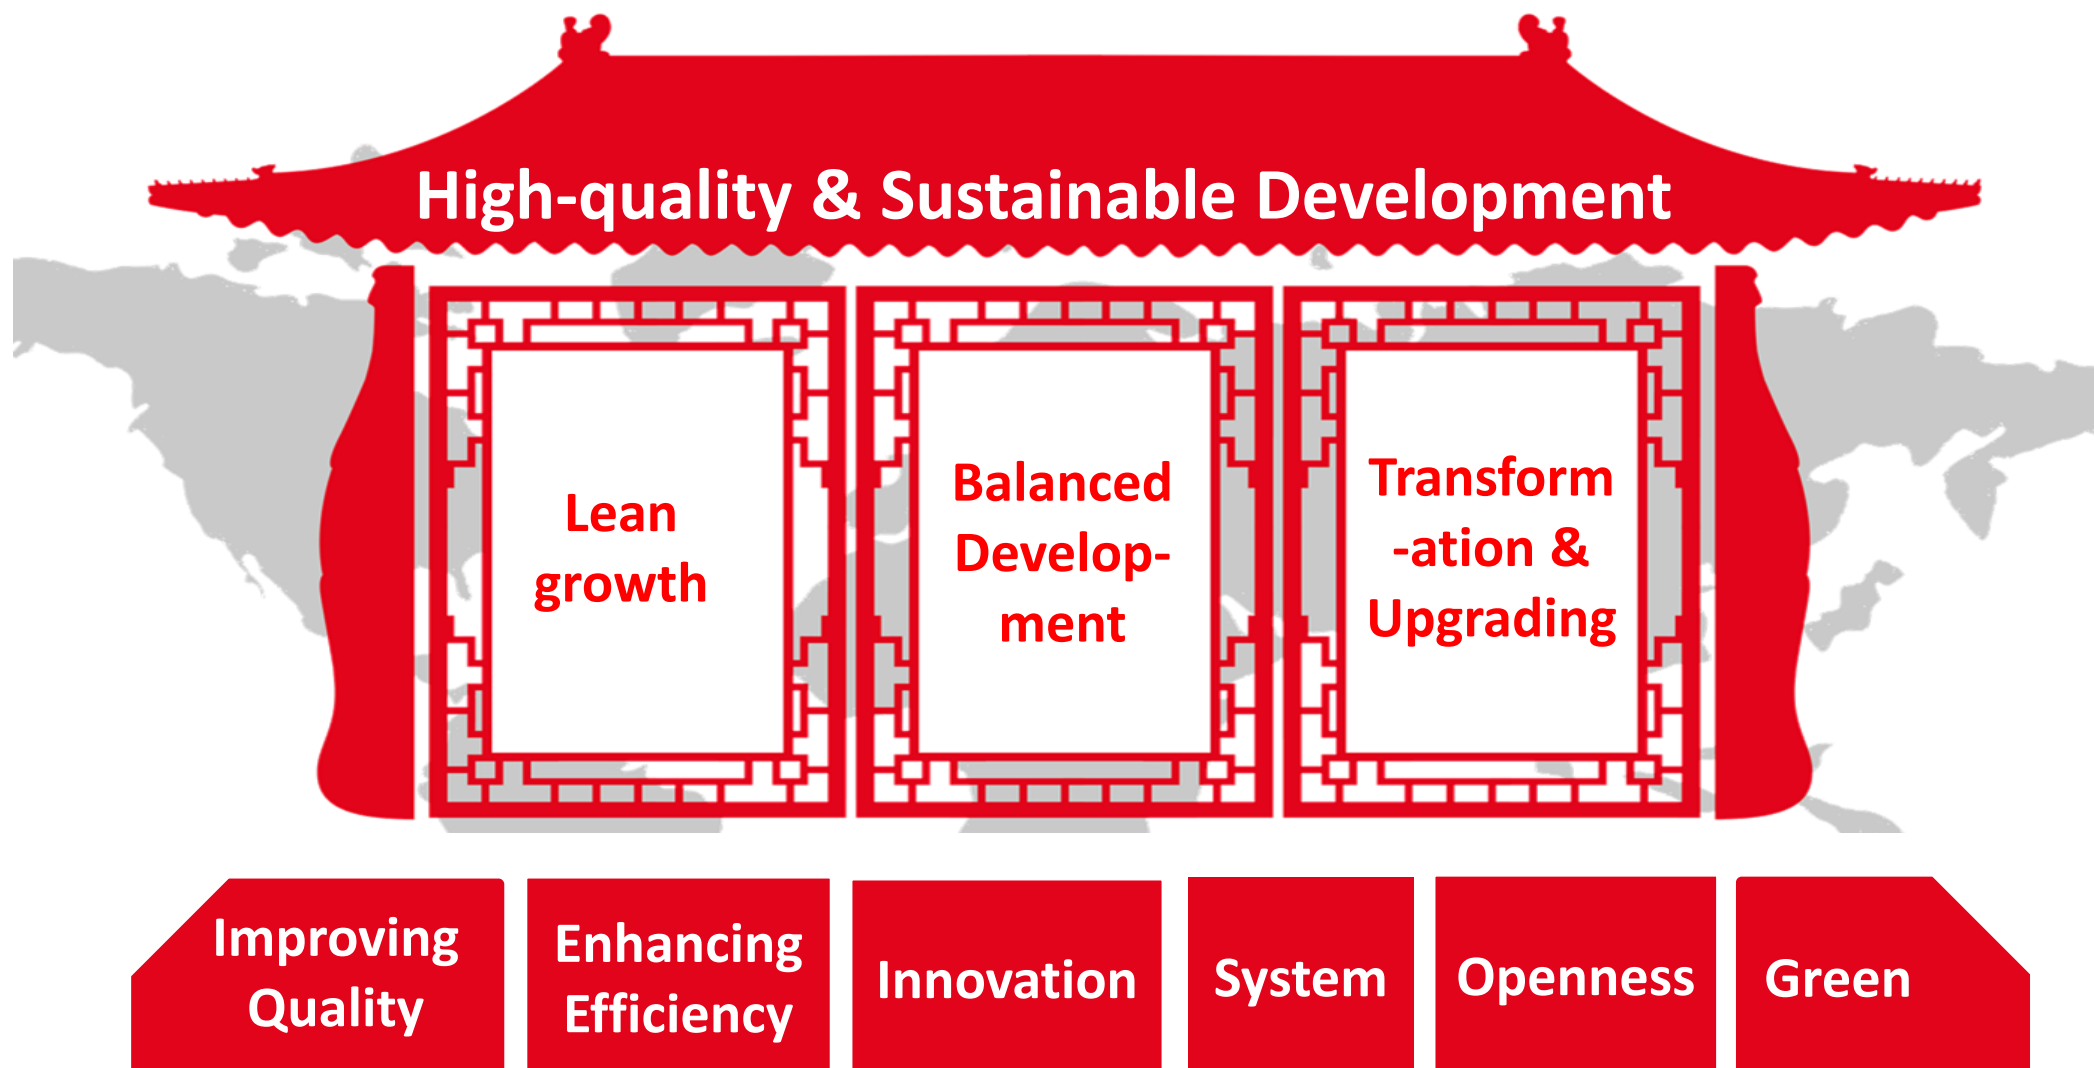 High-quality & Sustainable Development
Lean
growth
Balanced
Develop-
ment
Transform
-ation &
Upgrading
Improving
Quality
Enhancing
Efficiency
Innovation
System
Openness
Green